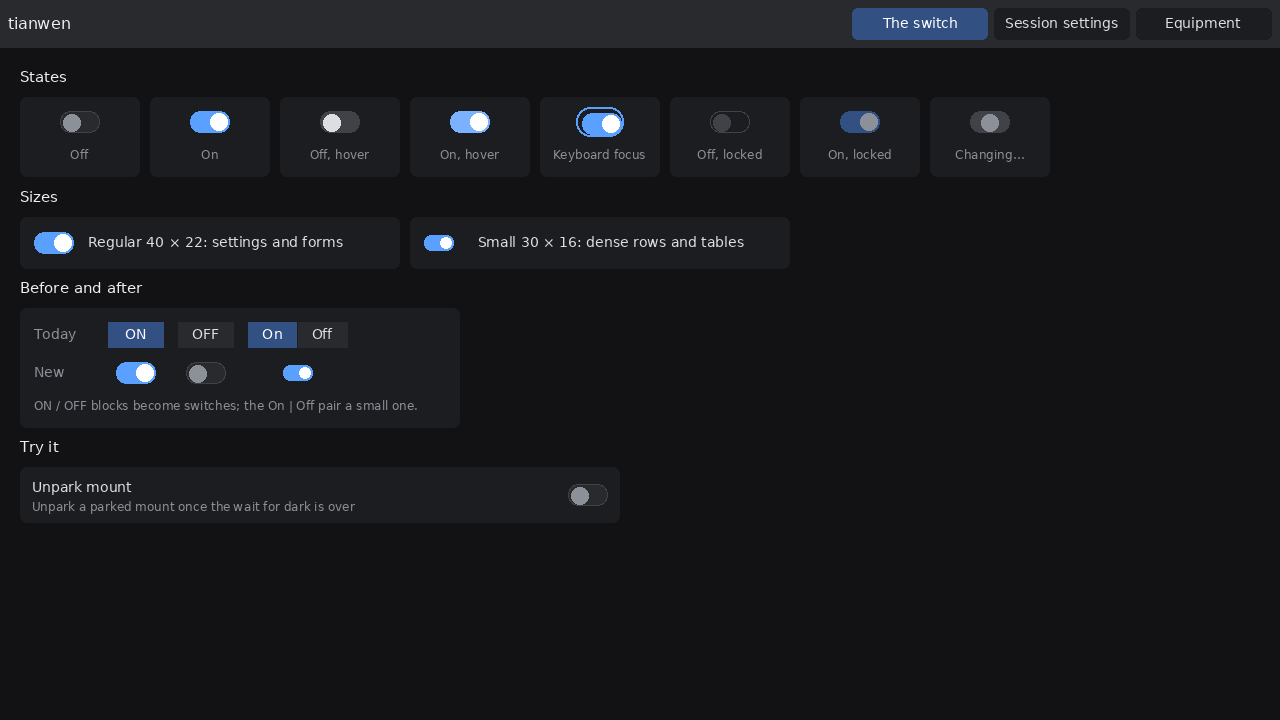 tianwen
The switch
Session settings
Equipment
States
Off
On
Off, hover
On, hover
Keyboard focus
Off, locked
On, locked
Changing...
Sizes
Regular 40 × 22: settings and forms
Small 30 × 16: dense rows and tables
Before and after
Today ON OFF On Off
New
ON / OFF blocks become switches; the On | Off pair a small one.
Try it
Unpark mount
Unpark a parked mount once the wait for dark is over